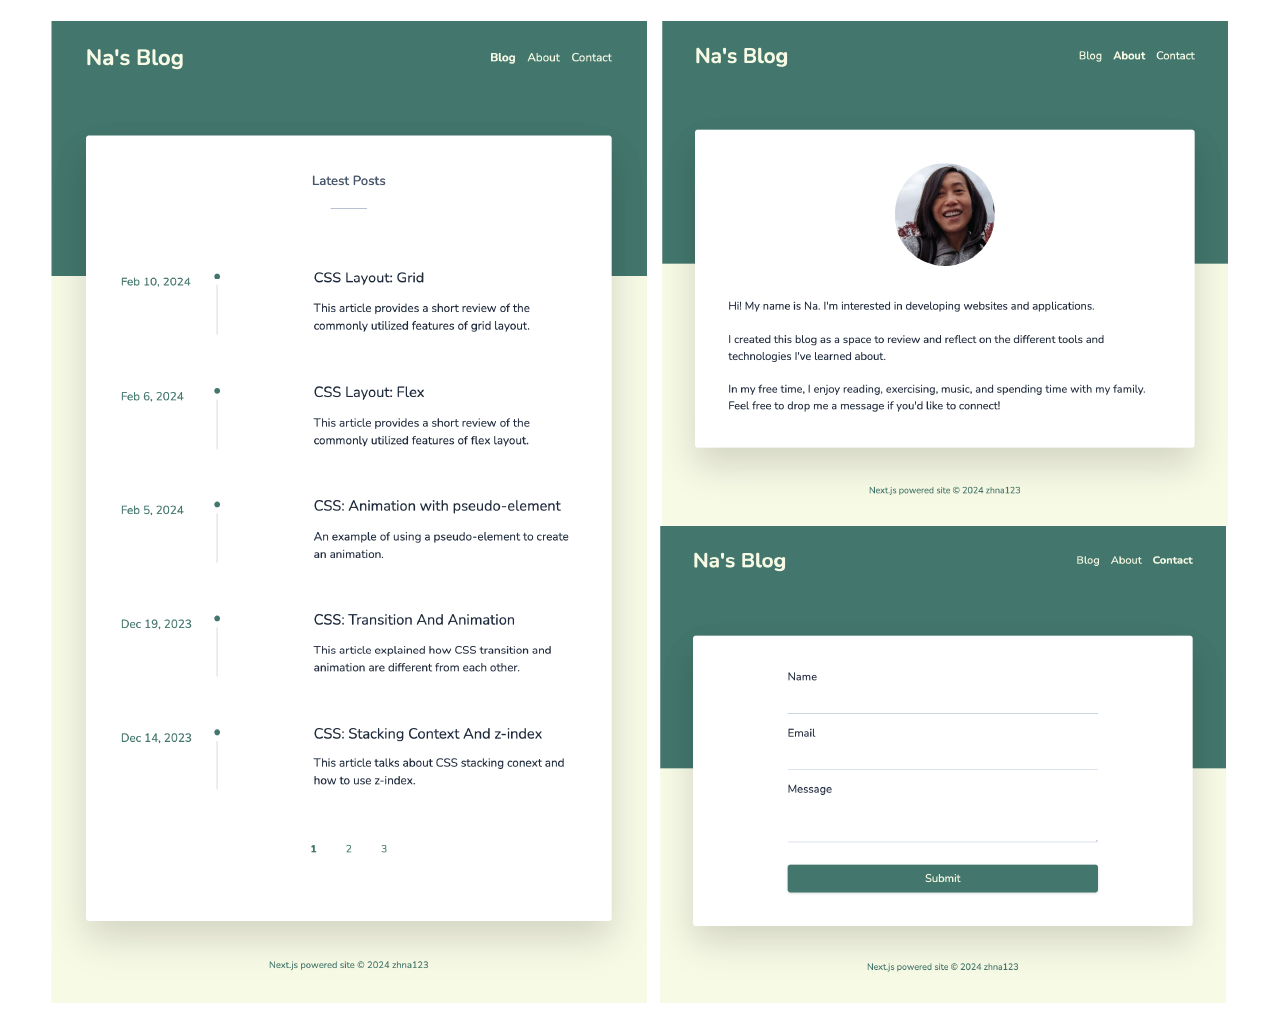 Na's Blog
Blog About Contact
Latest Posts
Feb 10, 2024
CSS Layout: Grid
This article provides a short review of the
commonly utilized features of grid layout.
Feb 6, 2024
CSS Layout: Flex
This article provides a short review of the
commonly utilized features of flex layout.
Feb 5, 2024
CSS: Animation with pseudo-element
An example of using a pseudo-element to create
an animation.
Dec 19, 2023
CSS: Transition And Animation
This article explained how CSS transition and
animation are different from each other.
Dec 14, 2023
CSS: Stacking Context And z-index
This article talks about CSS stacking conext and
how to use z-index.
1 2 3
Next.js powered site © 2024 zhna123
Na's Blog
Blog About Contact
Hi! My name is Na. I'm interested in developing websites and applications.
I created this blog as a space to review and reflect on the different tools and
technologies I've learned about.
In my free time, I enjoy reading, exercising, music, and spending time with my family.
Feel free to drop me a message if you'd like to connect!
Next.js powered site © 2024 zhna123
Na's Blog
Blog About Contact
Name
Email
Message
Submit
Next.js powered site © 2024 zhna123